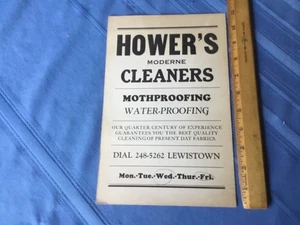 HOWER'S
MODERNE
CLEANERS
MOTHPROOFING
WATER-PROOFING
OUR QUARTER CENTURY OF EXPERIENCE
GUARANTEES YOU THE BEST QUALITY
CLEANING OF PRESENT DAY FABRICS
DIAL 248-5262 LEWISTOWN
Mon.-Tue.-Wed.-Thur.-Fri.